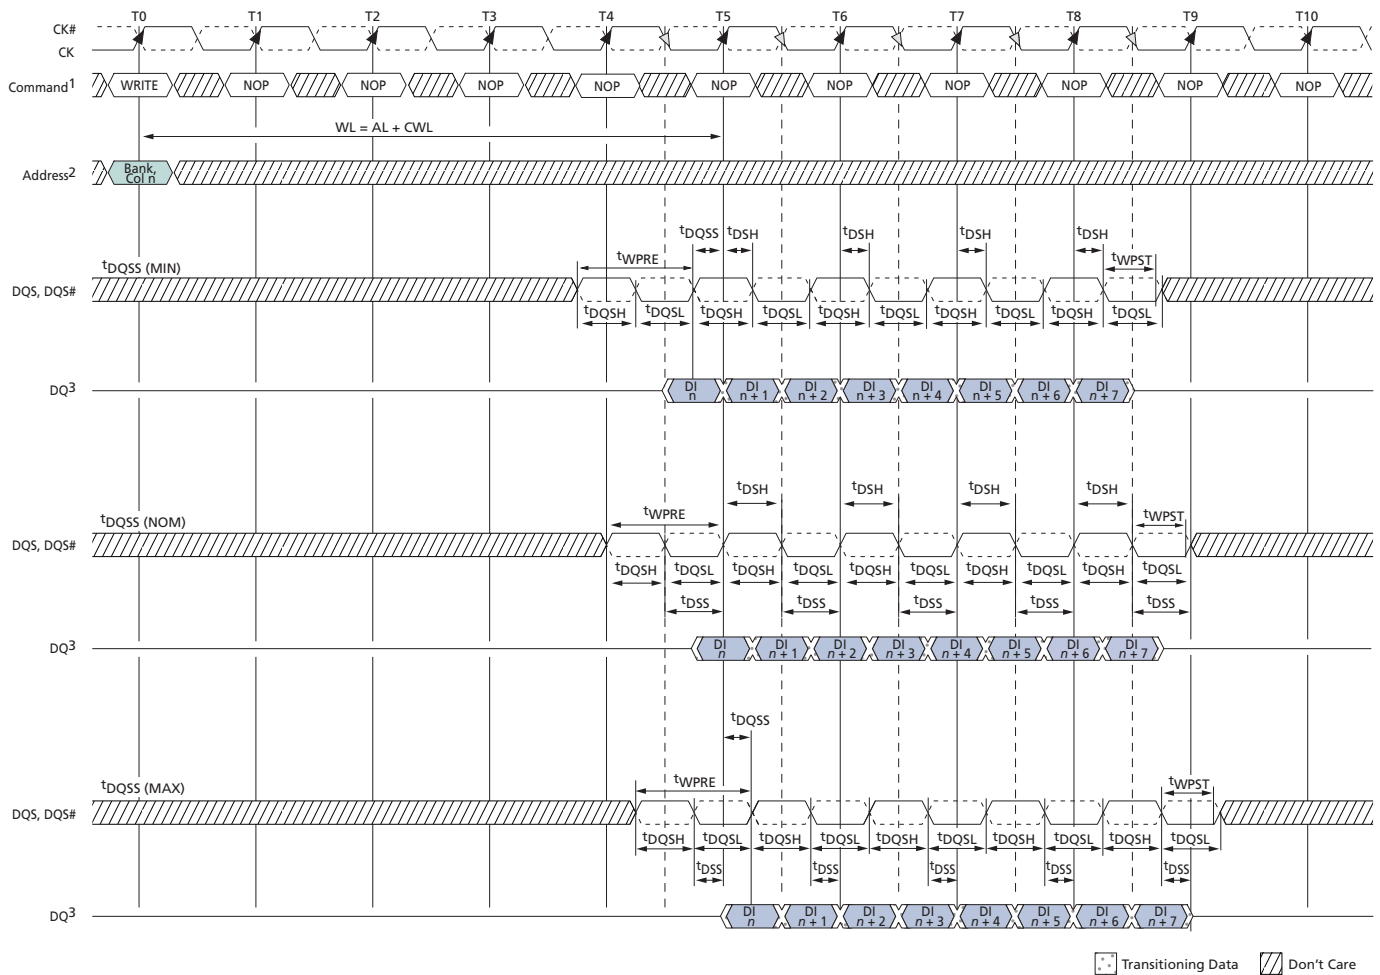 T0 T1 T2 T3 T4 T5 T6 T7 T8 T9 T10
CK#
CK
Command1 WRITE NOP NOP NOP NOP NOP NOP NOP NOP NOP NOP
WL = AL + CWL
Address2 Bank, Col n
tDQSS tDSH tDSH tDSH tDSH
tDQSS (MIN) tWPRE tWPST
DQS, DQS#
tDQSH tDQSL tDQSH tDQSL tDQSH tDQSL tDQSH tDQSL tDQSH tDQSL
DQ3 DI n DI n + 1 DI n + 2 DI n + 3 DI n + 4 DI n + 5 DI n + 6 DI n + 7
tDSH tDSH tDSH tDSH
tDQSS (NOM) tWPRE tWPST
DQS, DQS#
tDQSH tDQSL tDQSH tDQSL tDQSH tDQSL tDQSH tDQSL tDQSH tDQSL
tDSS tDSS tDSS tDSS tDSS
DQ3 DI n DI n + 1 DI n + 2 DI n + 3 DI n + 4 DI n + 5 DI n + 6 DI n + 7
tDQSS
tDQSS (MAX) tWPRE tWPST
DQS, DQS#
tDQSH tDQSL tDQSH tDQSL tDQSH tDQSL tDQSH tDQSL tDQSH tDQSL
tDSS tDSS tDSS tDSS tDSS
DQ3 DI n DI n + 1 DI n + 2 DI n + 3 DI n + 4 DI n + 5 DI n + 6 DI n + 7
Transitioning Data Don't Care